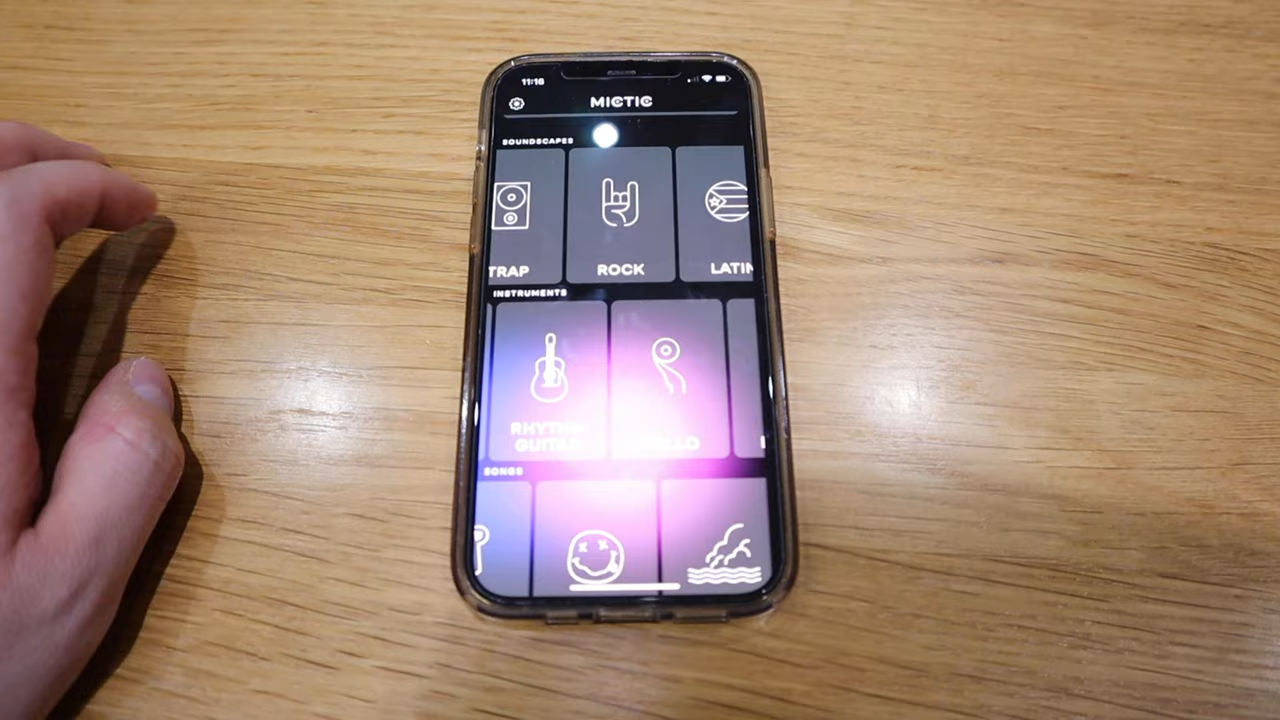 11:16
MICTIC
SOUNDSCAPES
TRAP
ROCK
LATIN
INSTRUMENTS
RHYTHM
GUITAR
SONGS